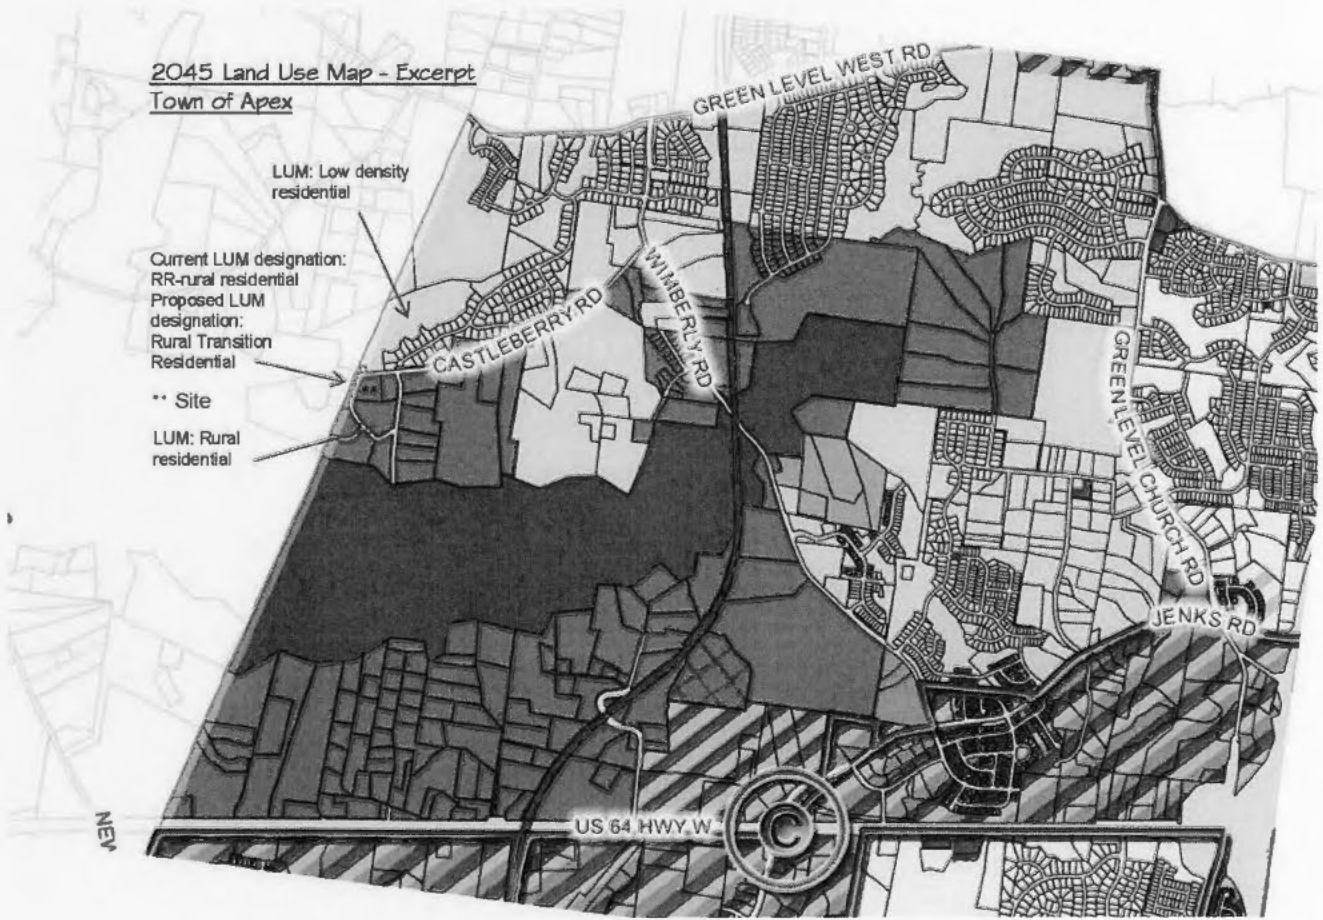 2045 Land Use Map - Excerpt
Town of Apex
GREEN LEVEL WEST RD
LUM: Low density
residential
Current LUM designation:
RR-rural residential
Proposed LUM
designation:
Rural Transition
Residential
•• Site
LUM: Rural
residential
CASTLEBERRY RD
WIMBERLY RD
GREEN LEVEL CHURCH RD
JENKS RD
US 64 HWY W
C
NEW